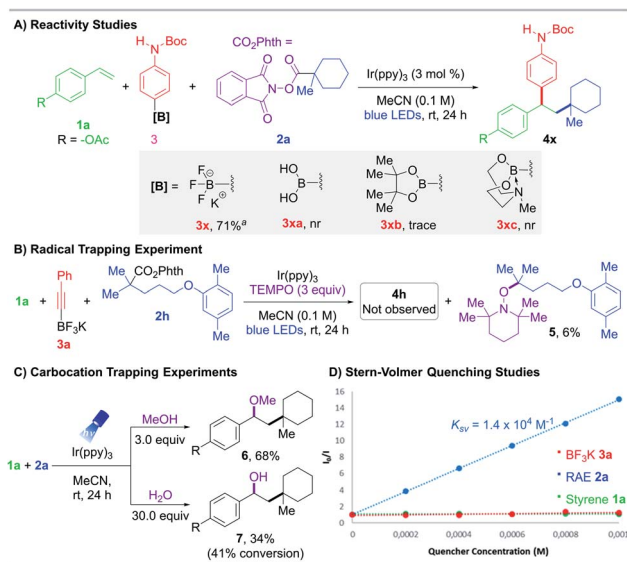 A) Reactivity Studies
H
N Boc
CO₂Phth =
O
N
O
O
O
Me
R
1a
R = -OAc
+
[B]
3
+
2a
Ir(ppy)₃ (3 mol %)
MeCN (0.1 M)
blue LEDs, rt, 24 h
H
N Boc
R
Me
4x
[B] =
F
F B⊖
F K⊕
3x, 71%ᵃ
HO
B
HO
3xa, nr
Me
Me
Me
Me
O
B
O
3xb, trace
O
O B
N
Me
3xc, nr
B) Radical Trapping Experiment
1a + Ph
BF₃K
3a
+ Me CO₂Phth
Me
O
Me
Me
2h
Ir(ppy)₃
TEMPO (3 equiv)
MeCN (0.1 M)
blue LEDs, rt, 24 h
4h
Not observed
+
Me Me
O
Me N Me
Me Me
O
Me
Me
5, 6%
C) Carbocation Trapping Experiments
1a + 2a
hν
Ir(ppy)₃
MeCN,
rt, 24 h
MeOH
3.0 equiv
OMe
R
Me
6, 68%
H₂O
30.0 equiv
OH
R
Me
7, 34%
(41% conversion)
D) Stern-Volmer Quenching Studies
I₀/I
16
14
12
10
8
6
4
2
0
Ksv = 1.4 x 10⁴ M⁻¹
BF₃K 3a
RAE 2a
Styrene 1a
0 0,0002 0,0004 0,0006 0,0008 0,001
Quencher Concentration (M)